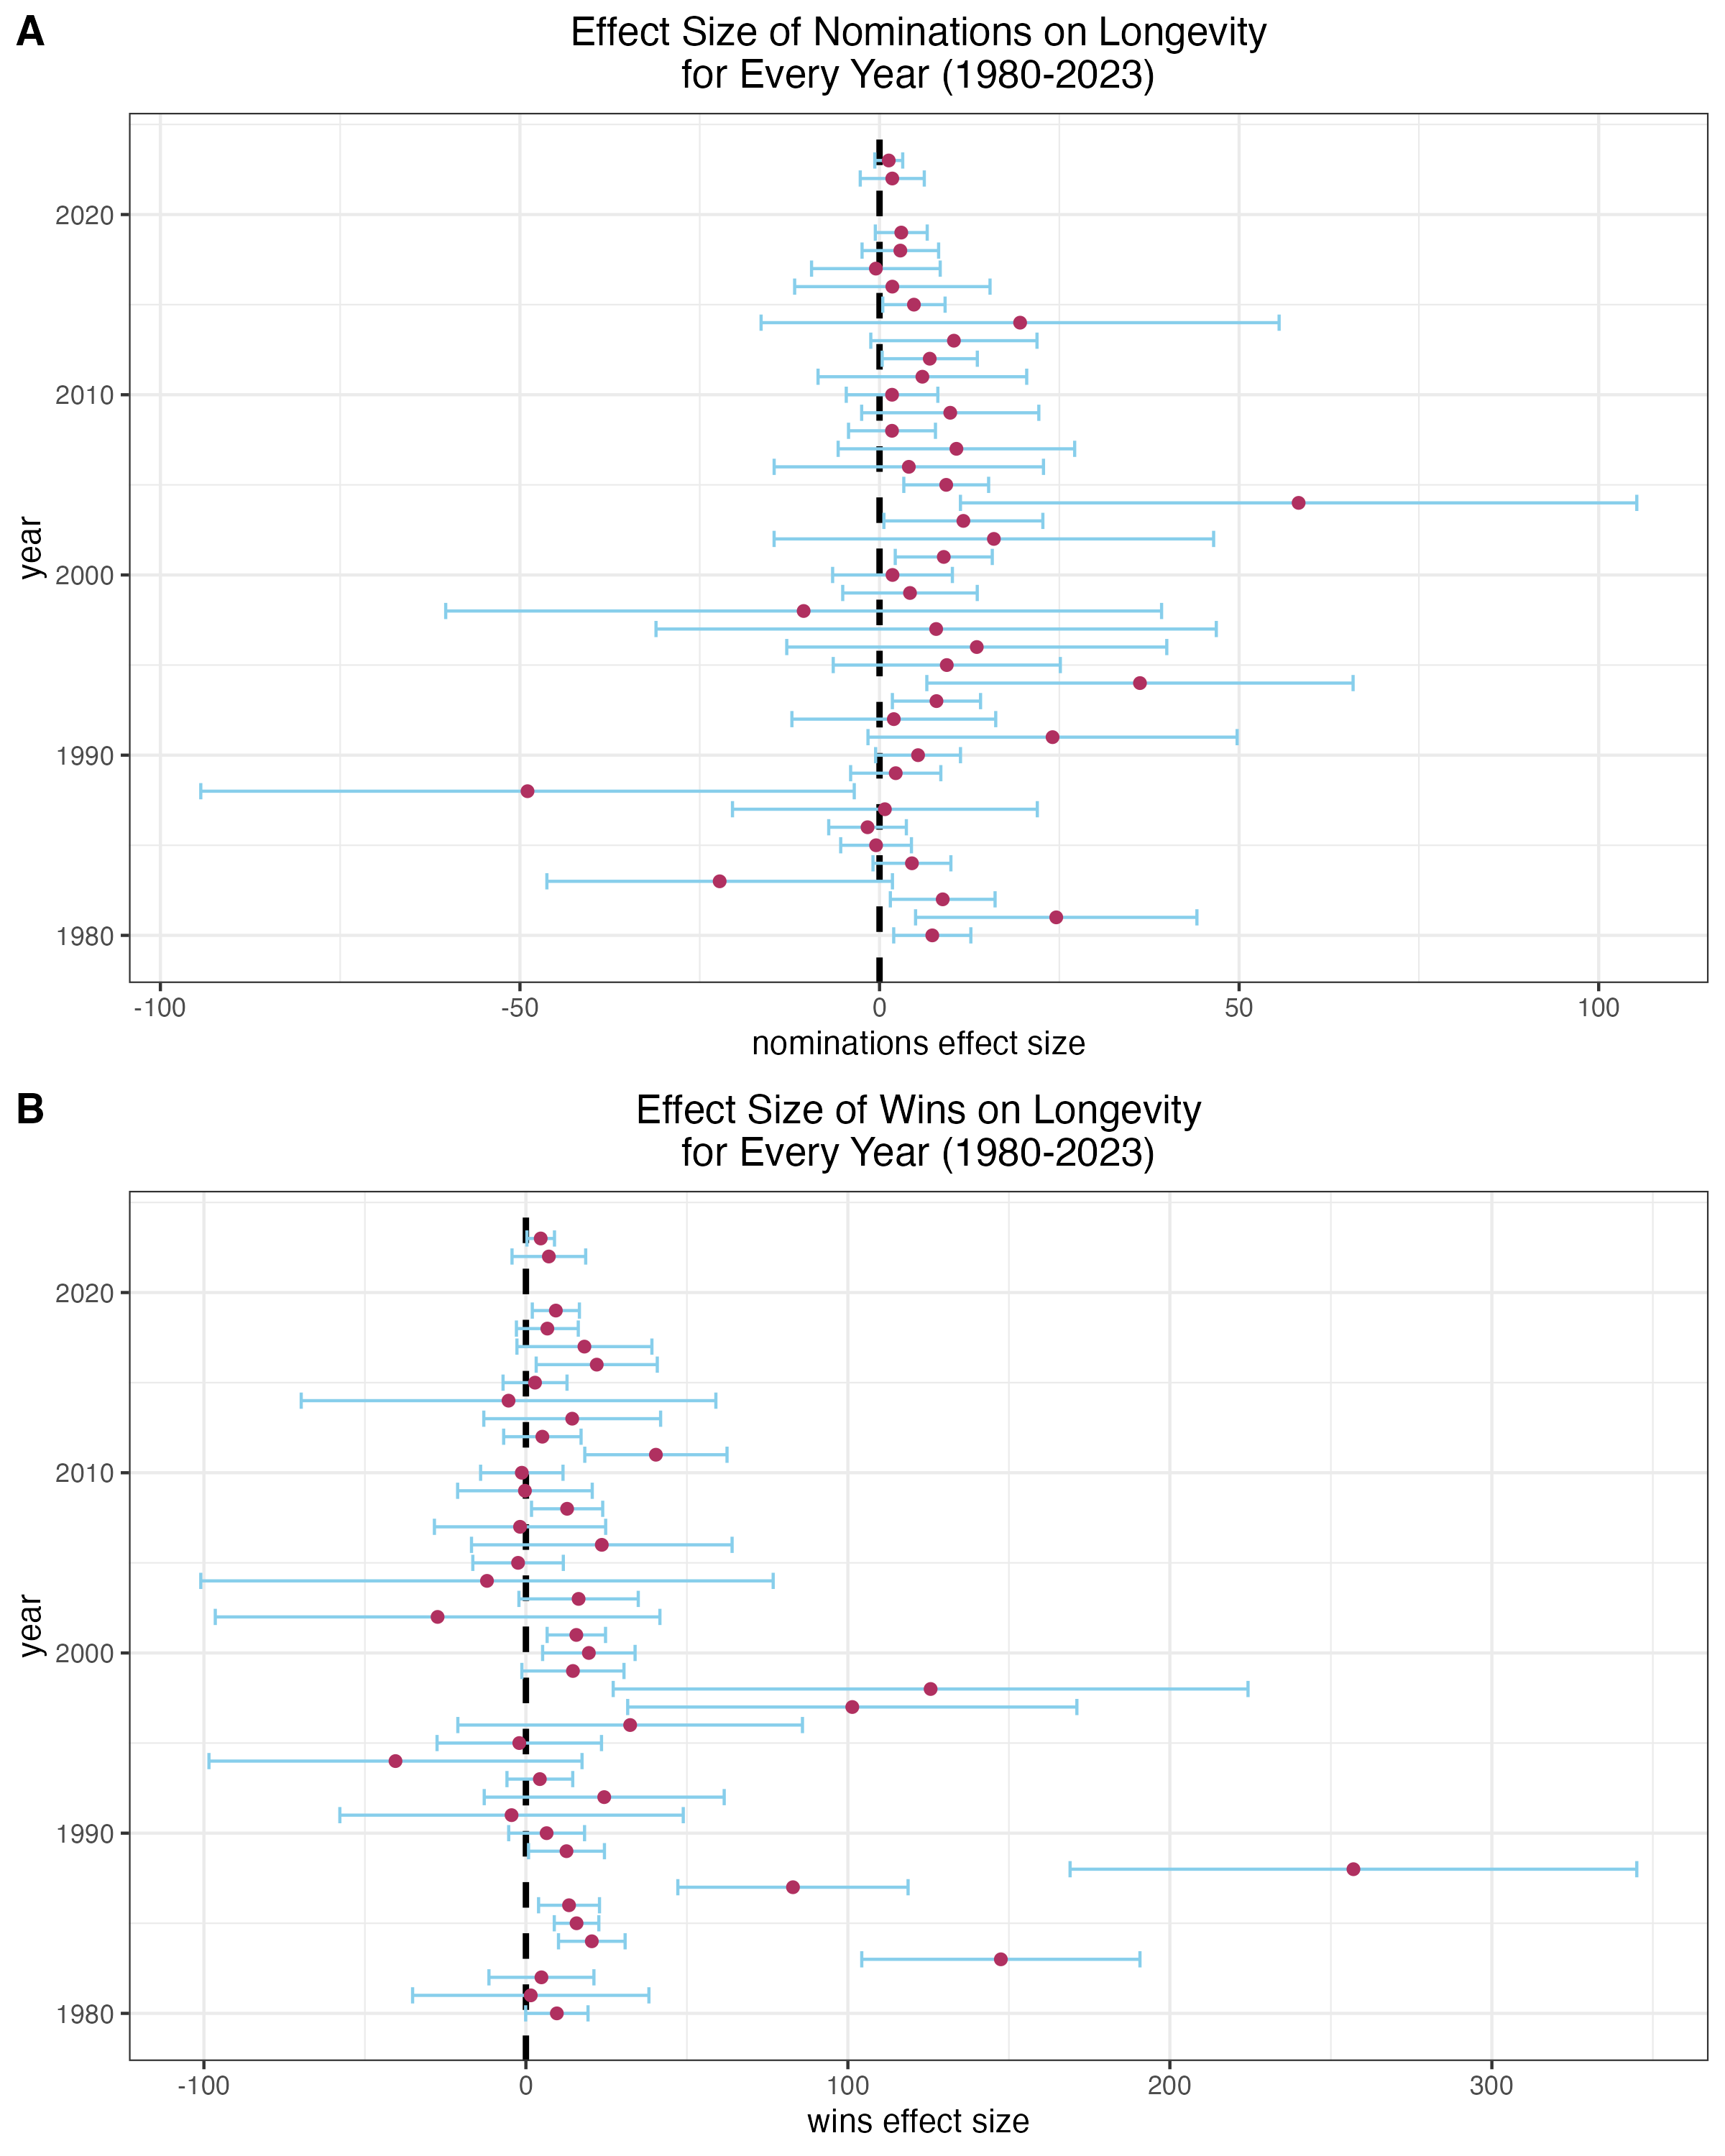 A
Effect Size of Nominations on Longevity
for Every Year (1980-2023)
year
2020
2010
2000
1990
1980
-100 -50 0 50 100
nominations effect size
B
Effect Size of Wins on Longevity
for Every Year (1980-2023)
year
2020
2010
2000
1990
1980
-100 0 100 200 300
wins effect size